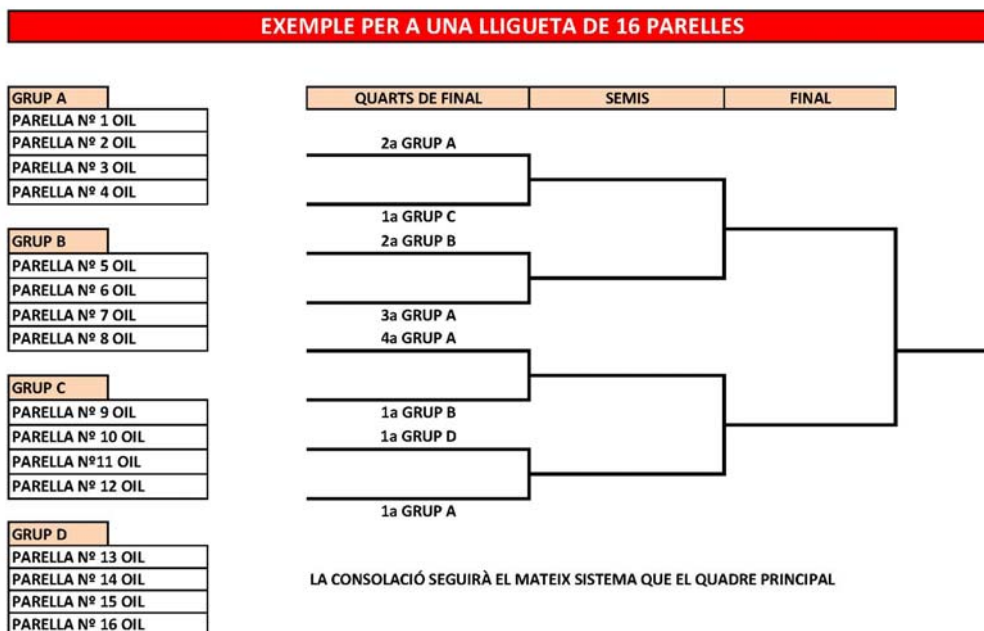 EXEMPLE PER A UNA LLIGUETA DE 16 PARELLES
GRUP A
PARELLA Nº 1 OIL
PARELLA Nº 2 OIL
PARELLA Nº 3 OIL
PARELLA Nº 4 OIL
GRUP B
PARELLA Nº 5 OIL
PARELLA Nº 6 OIL
PARELLA Nº 7 OIL
PARELLA Nº 8 OIL
GRUP C
PARELLA Nº 9 OIL
PARELLA Nº 10 OIL
PARELLA Nº11 OIL
PARELLA Nº 12 OIL
GRUP D
PARELLA Nº 13 OIL
PARELLA Nº 14 OIL
PARELLA Nº 15 OIL
PARELLA Nº 16 OIL
QUARTS DE FINAL SEMIS FINAL
2a GRUP A
1a GRUP C
2a GRUP B
3a GRUP A
4a GRUP A
1a GRUP B
1a GRUP D
1a GRUP A
LA CONSOLACIÓ SEGUIRÀ EL MATEIX SISTEMA QUE EL QUADRE PRINCIPAL